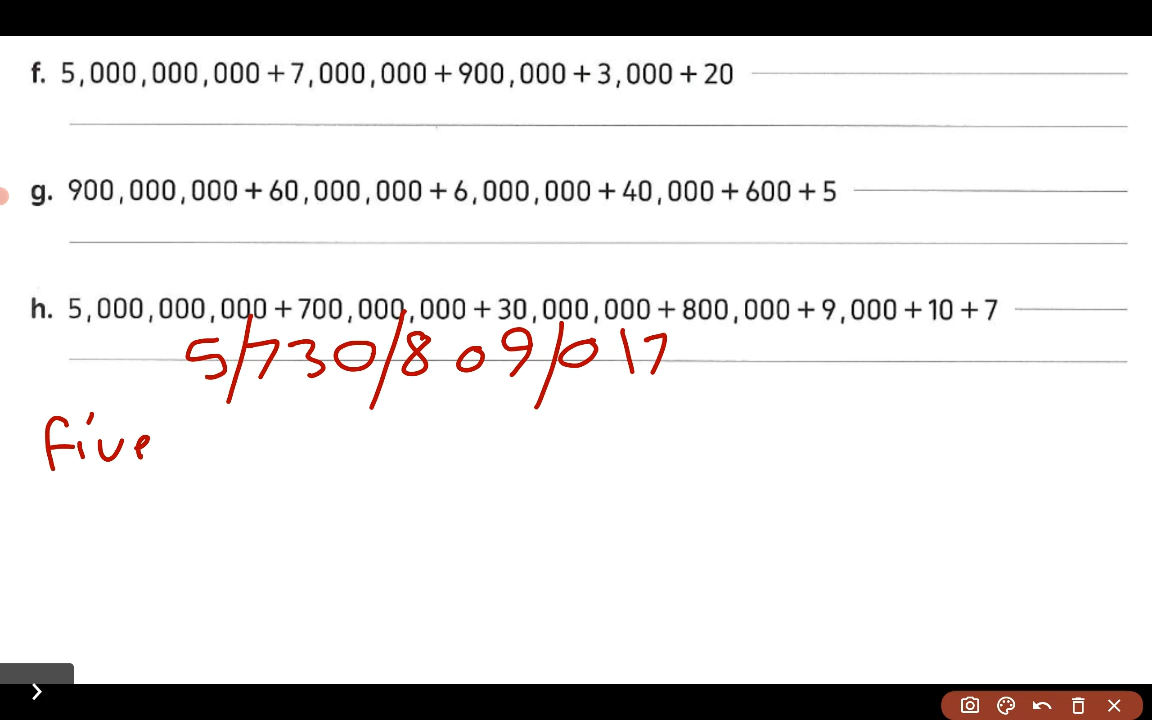 f. 5,000,000,000 + 7,000,000 + 900,000 + 3,000 + 20
g. 900,000,000 + 60,000,000 + 6,000,000 + 40,000 + 600 + 5
h. 5,000,000,000 + 700,000,000 + 30,000,000 + 800,000 + 9,000 + 10 + 7
5/730/809/017
five